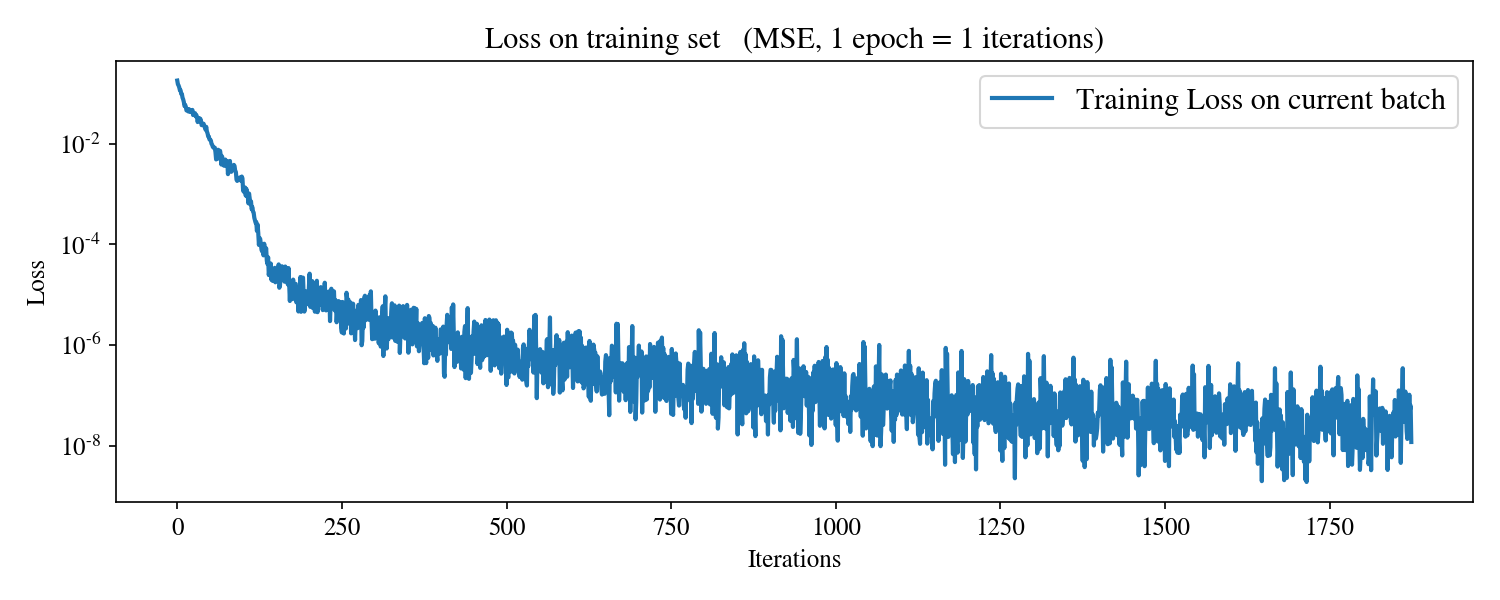 Loss on training set (MSE, 1 epoch = 1 iterations)
Training Loss on current batch
10-2
10-4
10-6
10-8
Loss
0 250 500 750 1000 1250 1500 1750
Iterations